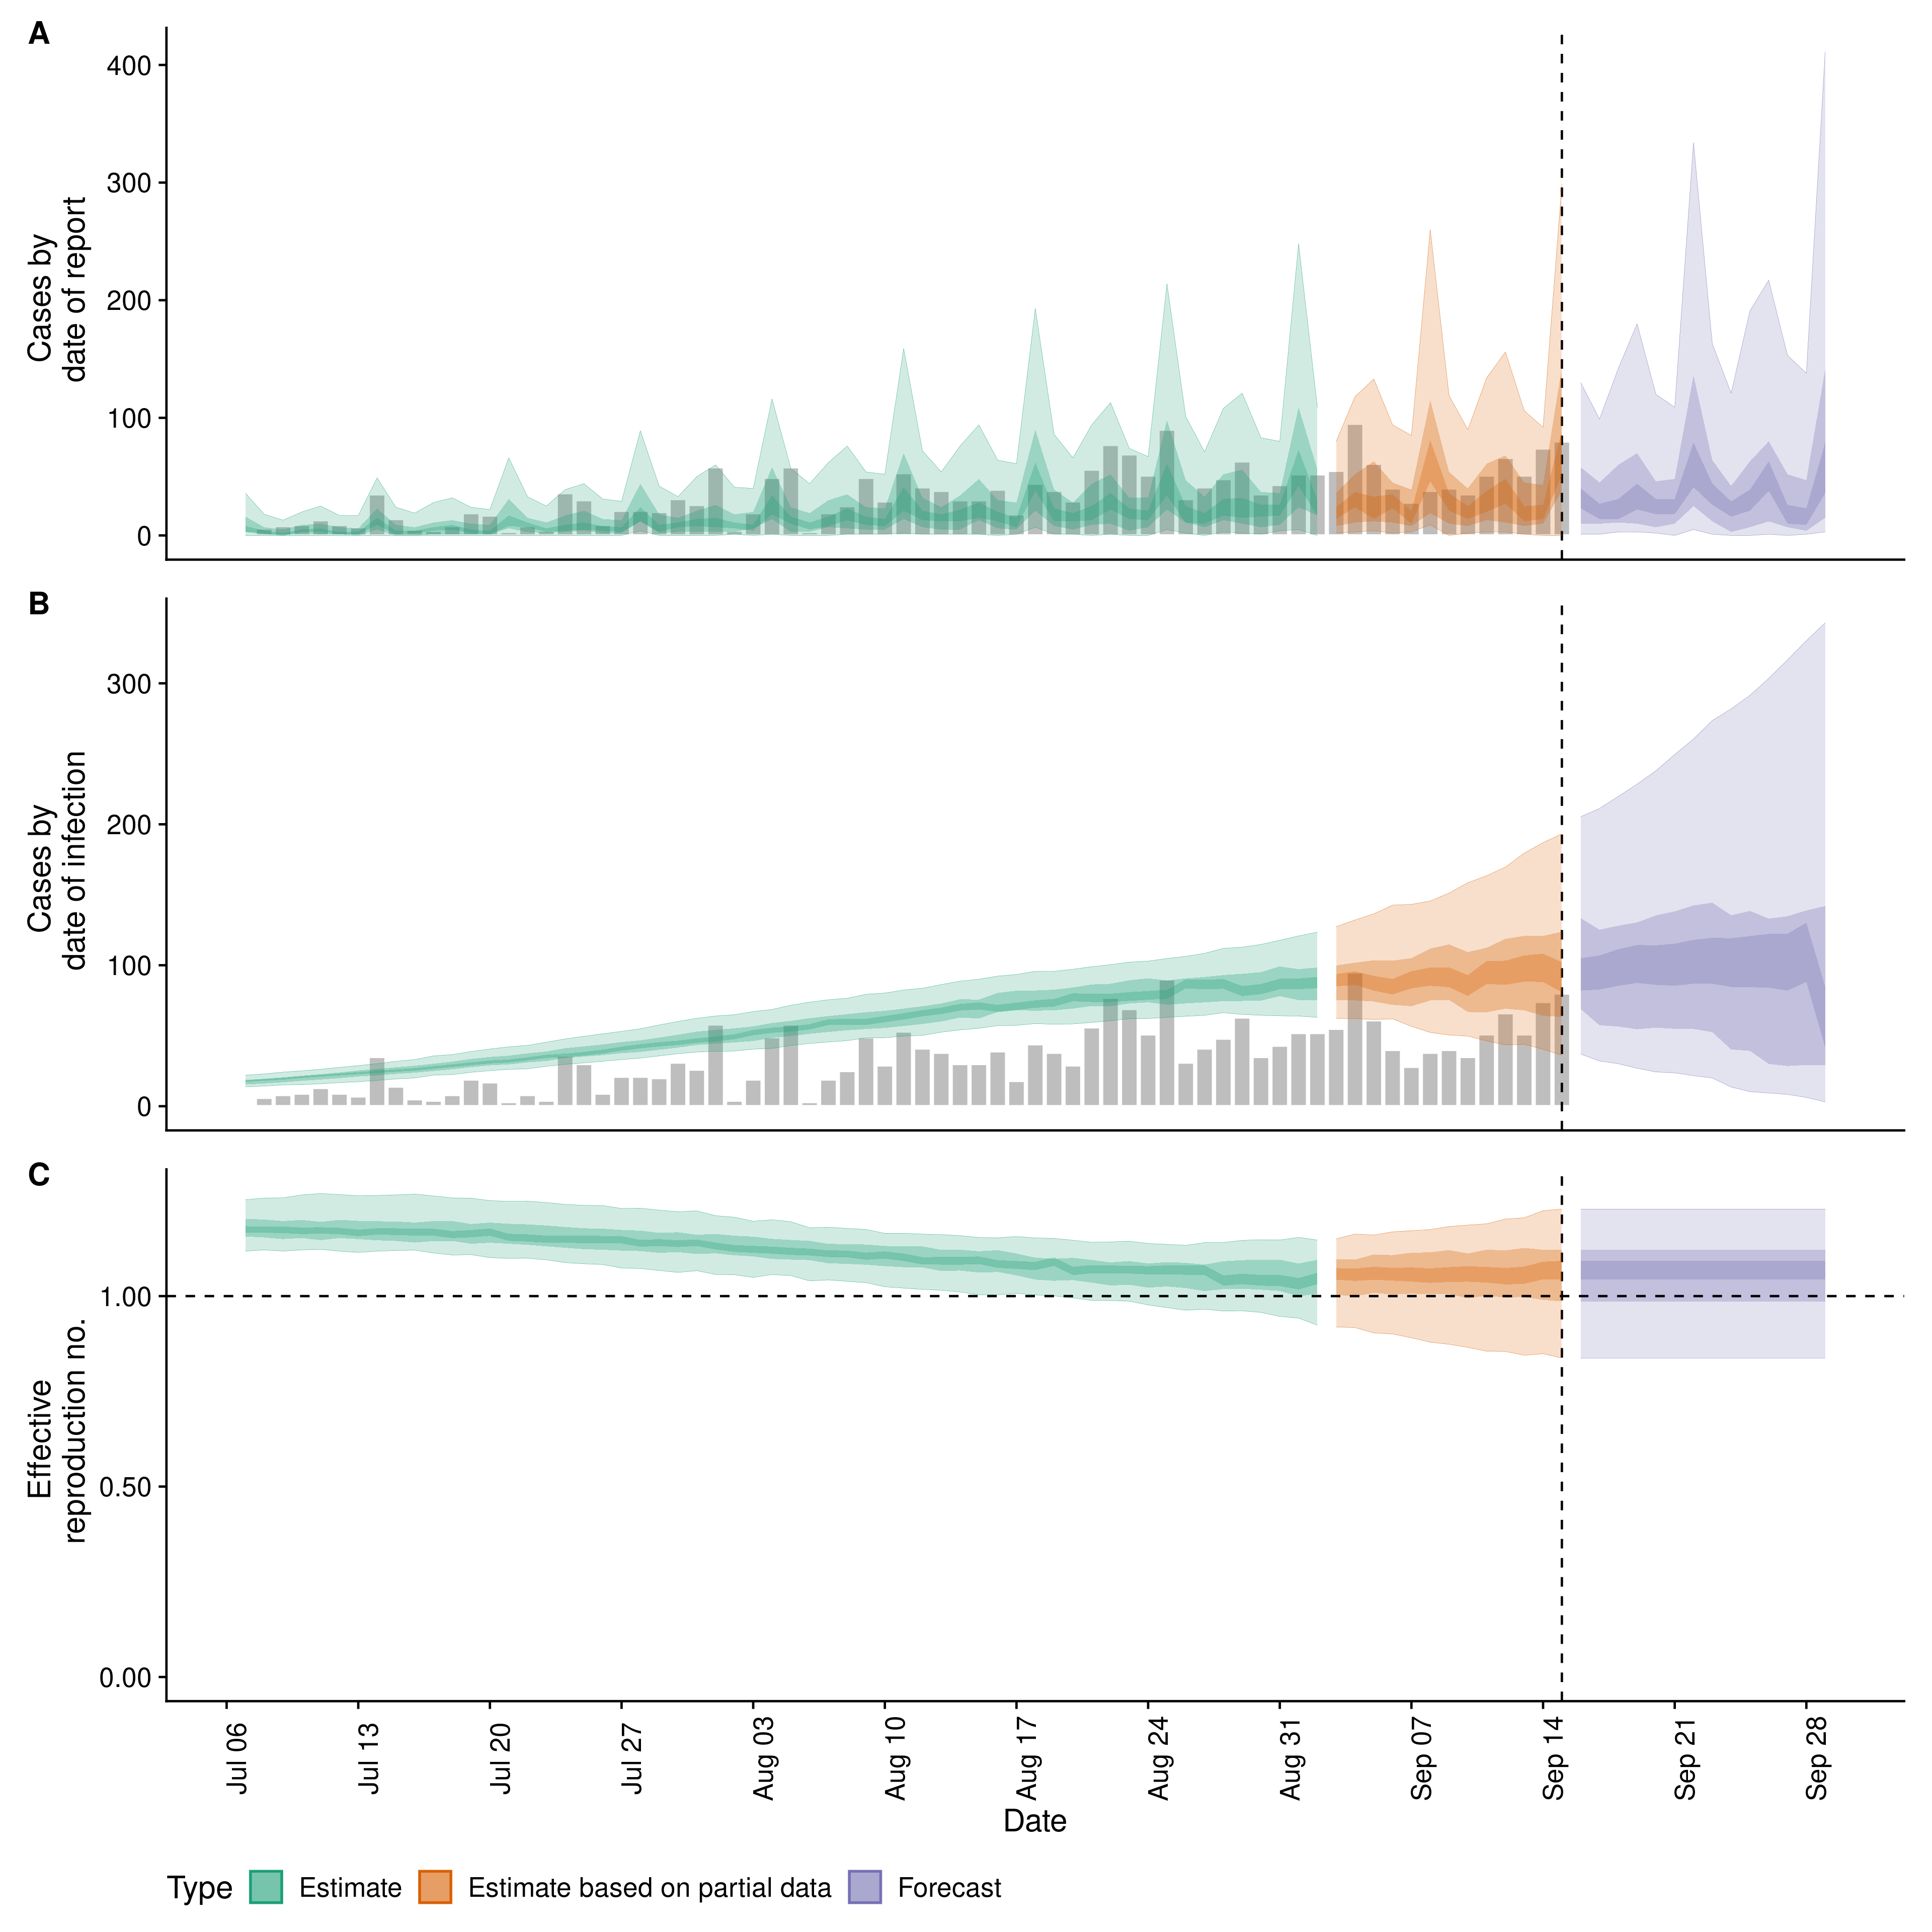 A
Cases by
date of report
400
300
200
100
0
B
Cases by
date of infection
300
200
100
0
C
Effective
reproduction no.
1.00
0.50
0.00
Jul 06
Jul 13
Jul 20
Jul 27
Aug 03
Aug 10
Aug 17
Aug 24
Aug 31
Sep 07
Sep 14
Sep 21
Sep 28
Date
Type Estimate Estimate based on partial data Forecast